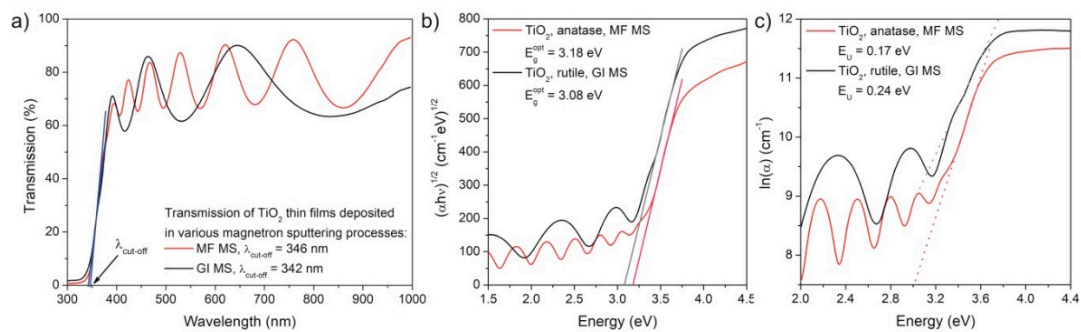 a)
100
80
60
40
20
0
Transmission (%)
Transmission of TiO2 thin films deposited
in various magnetron sputtering processes:
MF MS, λcut-off = 346 nm
GI MS, λcut-off = 342 nm
λcut-off
300 400 500 600 700 800 900 1000
Wavelength (nm)
b)
800
700
600
500
400
300
200
100
0
(αhν)1/2 (cm-1eV)1/2
TiO2, anatase, MF MS
Egopt = 3.18 eV
TiO2, rutile, GI MS
Egopt = 3.08 eV
1.5 2.0 2.5 3.0 3.5 4.0 4.5
Energy (eV)
c)
12
11
10
9
8
ln(α) (cm-1)
TiO2, anatase, MF MS
EU = 0.17 eV
TiO2, rutile, GI MS
EU = 0.24 eV
2.0 2.4 2.8 3.2 3.6 4.0 4.4
Energy (eV)